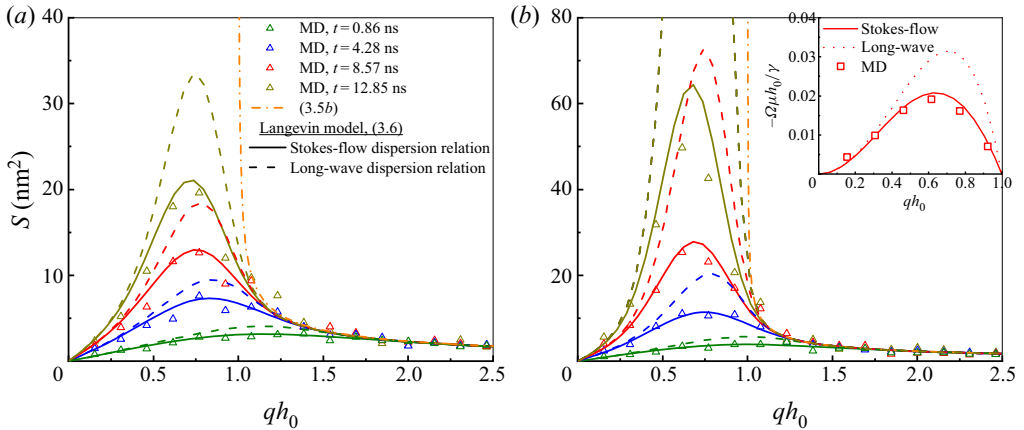 (a)
50
40
30
20
10
S (nm²)
0
0.5
1.0
1.5
2.0
2.5
qh₀
MD, t = 0.86 ns
MD, t = 4.28 ns
MD, t = 8.57 ns
MD, t = 12.85 ns
(3.5b)
Langevin model, (3.6)
Stokes-flow dispersion relation
Long-wave dispersion relation
(b)
80
60
40
20
0
0.5
1.0
1.5
2.0
2.5
qh₀
0.04
0.03
0.02
0.01
−Ωμh₀/γ
Stokes-flow
Long-wave
MD
0
0.2
0.4
0.6
0.8
1.0
qh₀